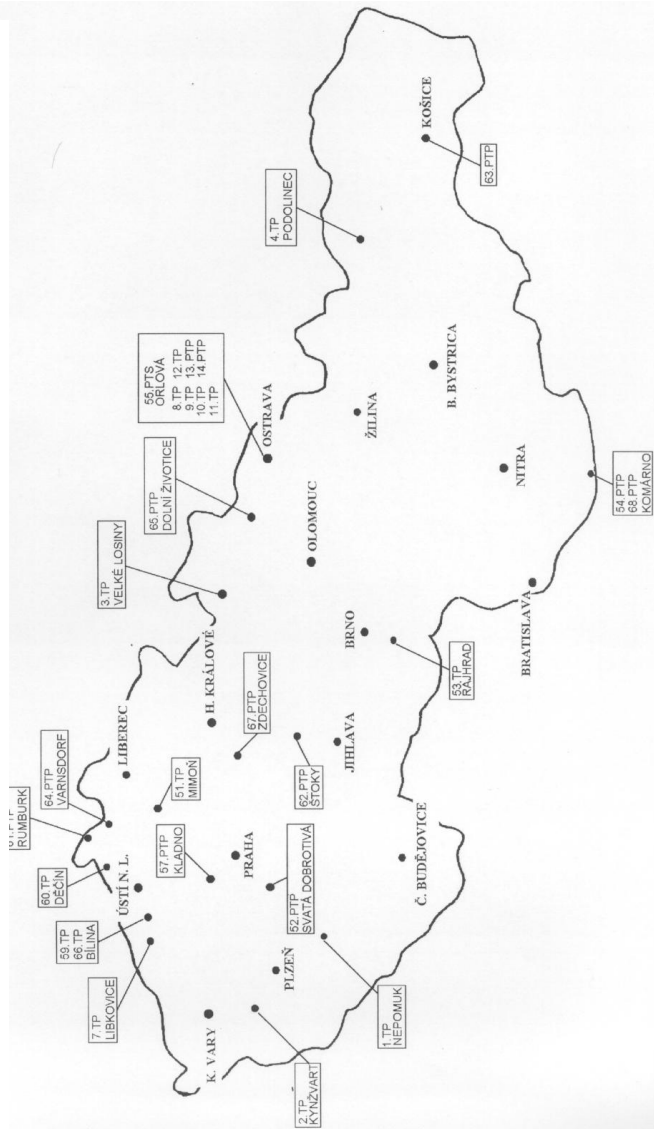 RUMBURK
64.PTP
VARNSDORF
60.TP
DĚČÍN
LIBEREC
ÚSTÍ N. L.
59.TP
66.TP
BÍLINA
7.TP
LIBKOVICE
51.TP
MIMOŇ
3.TP
VELKÉ LOSINY
65.PTP
DOLNÍ ŽIVOTICE
55.PTS
ORLOVÁ
8.TP 12.TP
9.TP 13.PTP
10.TP 14.PTP
11.TP
4.TP
PODOLINEC
K. VARY
57.PTP
KLADNO
H. KRÁLOVÉ
67.PTP
ZDECHOVICE
PRAHA
OSTRAVA
OLOMOUC
2.TP
KYNŽVART
PLZEŇ
52.PTP
SVATÁ DOBROTIVÁ
62.PTP
ŠTOKY
JIHLAVA
BRNO
ŽILINA
KOŠICE
63.PTP
1.TP
NEPOMUK
Č. BUDĚJOVICE
53.TP
RAJHRAD
B. BYSTRICA
NITRA
BRATISLAVA
54.PTP
68.PTP
KOMÁRNO